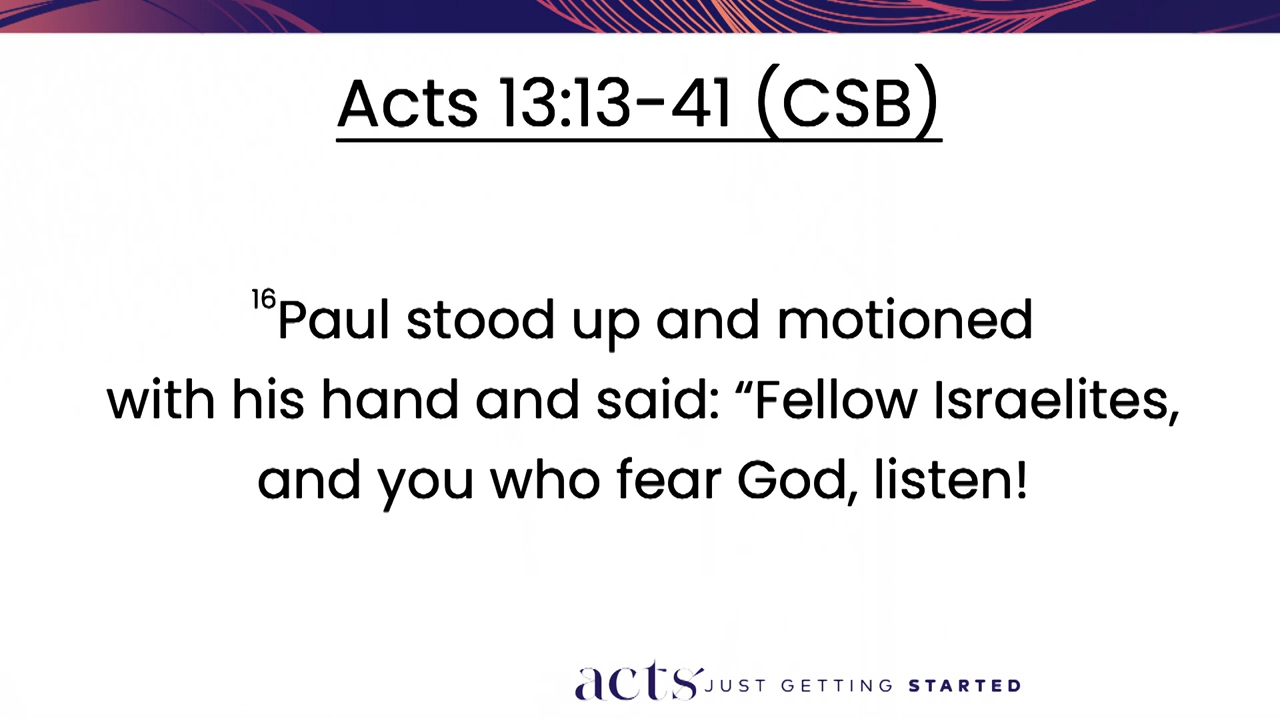 Acts 13:13-41 (CSB)
¹⁶Paul stood up and motioned
with his hand and said: “Fellow Israelites,
and you who fear God, listen!
acts JUST GETTING STARTED